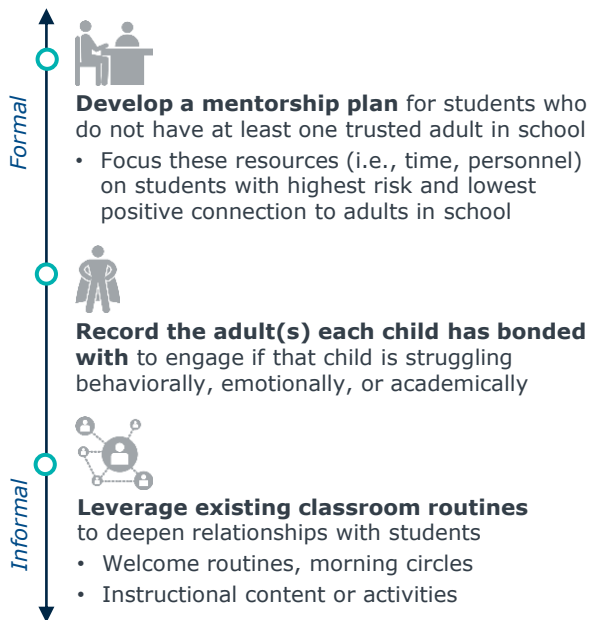 Formal
Develop a mentorship plan for students who
do not have at least one trusted adult in school
• Focus these resources (i.e., time, personnel)
on students with highest risk and lowest
positive connection to adults in school
Record the adult(s) each child has bonded
with to engage if that child is struggling
behaviorally, emotionally, or academically
Informal
Leverage existing classroom routines
to deepen relationships with students
• Welcome routines, morning circles
• Instructional content or activities